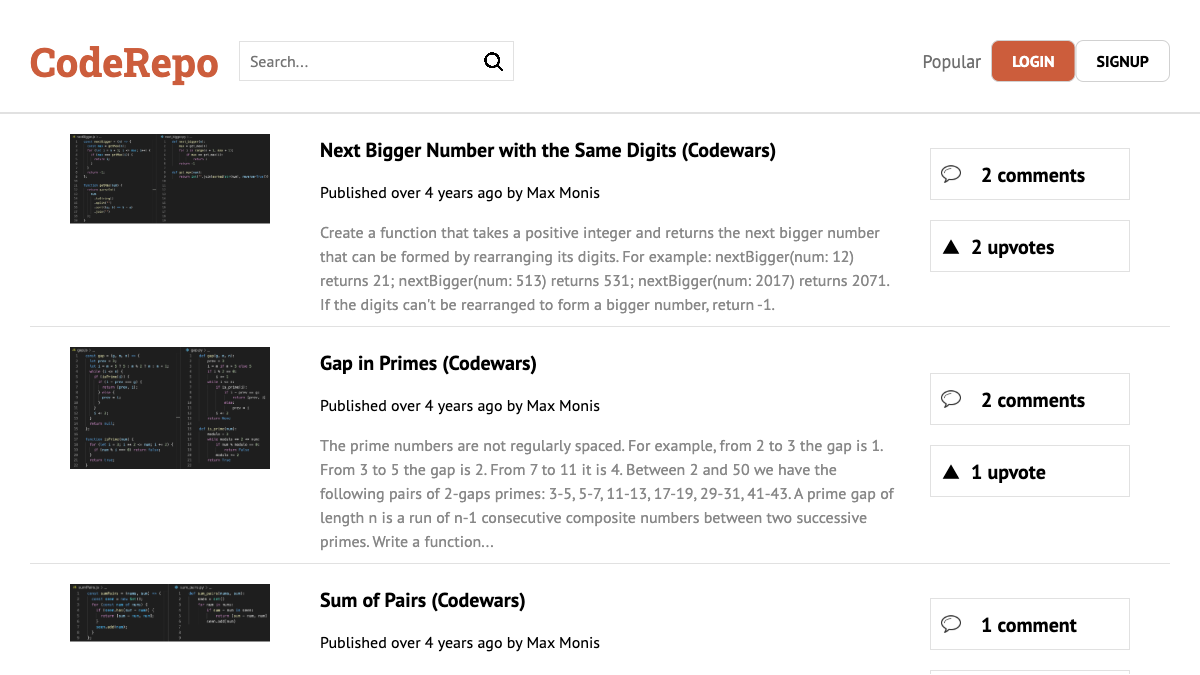 CodeRepo
Search...
Popular
LOGIN
SIGNUP
Next Bigger Number with the Same Digits (Codewars)
Published over 4 years ago by Max Monis
Create a function that takes a positive integer and returns the next bigger number
that can be formed by rearranging its digits. For example: nextBigger(num: 12)
returns 21; nextBigger(num: 513) returns 531; nextBigger(num: 2017) returns 2071.
If the digits can't be rearranged to form a bigger number, return -1.
2 comments
2 upvotes
Gap in Primes (Codewars)
Published over 4 years ago by Max Monis
The prime numbers are not regularly spaced. For example, from 2 to 3 the gap is 1.
From 3 to 5 the gap is 2. From 7 to 11 it is 4. Between 2 and 50 we have the
following pairs of 2-gaps primes: 3-5, 5-7, 11-13, 17-19, 29-31, 41-43. A prime gap of
length n is a run of n-1 consecutive composite numbers between two successive
primes. Write a function...
2 comments
1 upvote
Sum of Pairs (Codewars)
Published over 4 years ago by Max Monis
1 comment